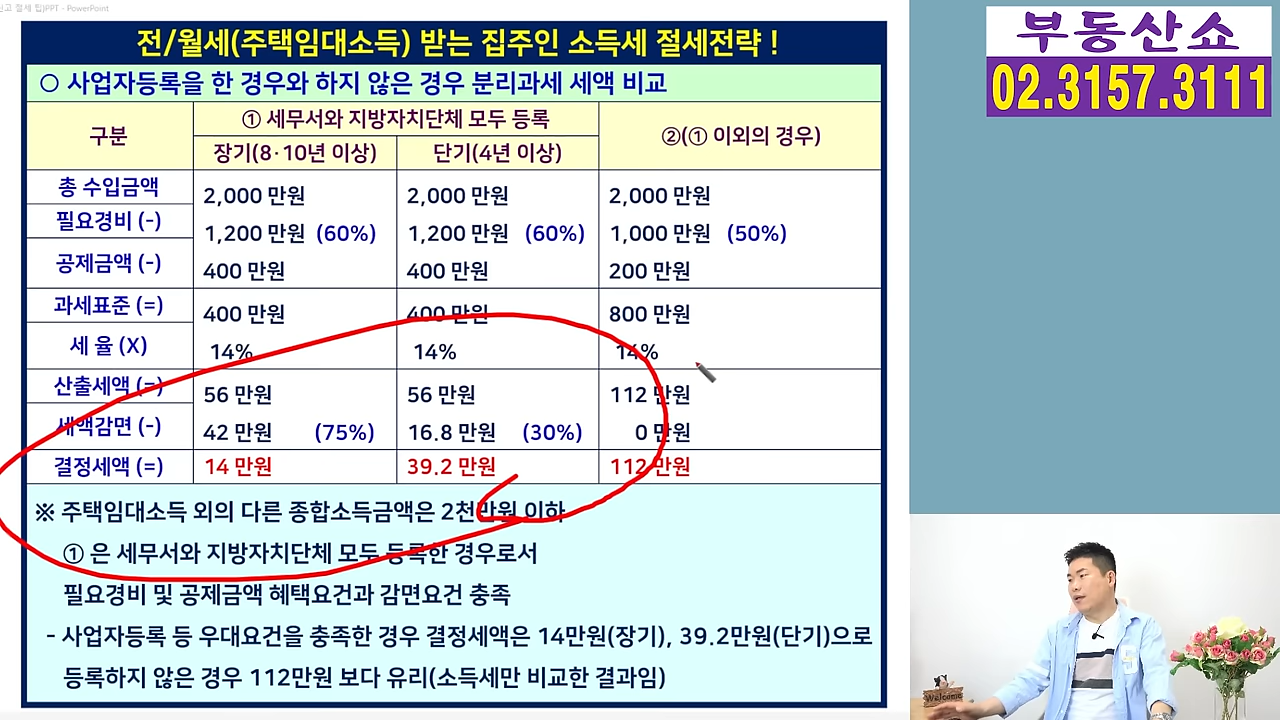 신고 절세 팁)PPT - PowerPoint
부동산쇼
02.3157.3111
전/월세(주택임대소득) 받는 집주인 소득세 절세전략 !
○ 사업자등록을 한 경우와 하지 않은 경우 분리과세 세액 비교
구분
① 세무서와 지방자치단체 모두 등록
②(① 이외의 경우)
장기(8·10년 이상)
단기(4년 이상)
총 수입금액
2,000 만원
2,000 만원
2,000 만원
필요경비 (-)
1,200 만원 (60%)
1,200 만원 (60%)
1,000 만원 (50%)
공제금액 (-)
400 만원
400 만원
200 만원
과세표준 (=)
400 만원
400 만원
800 만원
세 율 (X)
14%
14%
14%
산출세액 (=)
56 만원
56 만원
112 만원
세액감면 (-)
42 만원 (75%)
16.8 만원 (30%)
0 만원
결정세액 (=)
14 만원
39.2 만원
112 만원
※ 주택임대소득 외의 다른 종합소득금액은 2천만원 이하
① 은 세무서와 지방자치단체 모두 등록한 경우로서
필요경비 및 공제금액 혜택요건과 감면요건 충족
- 사업자등록 등 우대요건을 충족한 경우 결정세액은 14만원(장기), 39.2만원(단기)으로
등록하지 않은 경우 112만원 보다 유리(소득세만 비교한 결과임)
Welcome